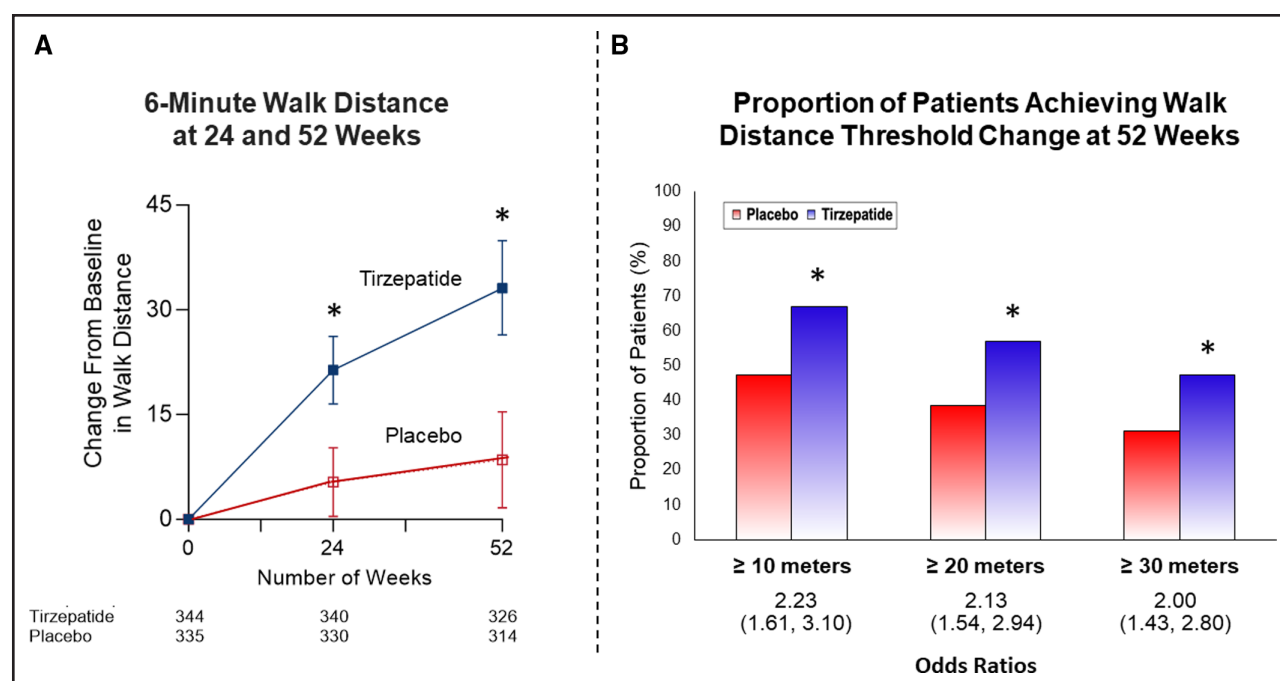 A
6-Minute Walk Distance
at 24 and 52 Weeks
Change From Baseline
in Walk Distance
45
30
15
0
*
*
Tirzepatide
Placebo
0
24
52
Number of Weeks
Tirzepatide 344 340 326
Placebo 335 330 314
B
Proportion of Patients Achieving Walk
Distance Threshold Change at 52 Weeks
Proportion of Patients (%)
100
90
80
70
60
50
40
30
20
10
0
Placebo Tirzepatide
*
*
*
≥ 10 meters
≥ 20 meters
≥ 30 meters
2.23
(1.61, 3.10)
2.13
(1.54, 2.94)
2.00
(1.43, 2.80)
Odds Ratios